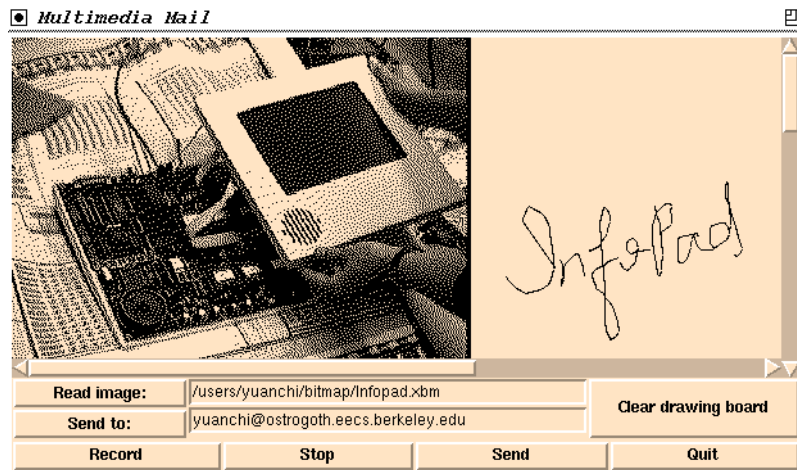 Multimedia Mail
InfoPad
Read image: /users/yuanchi/bitmap/Infopad.xbm
Send to: yuanchi@ostrogoth.eecs.berkeley.edu
Clear drawing board
Record Stop Send Quit